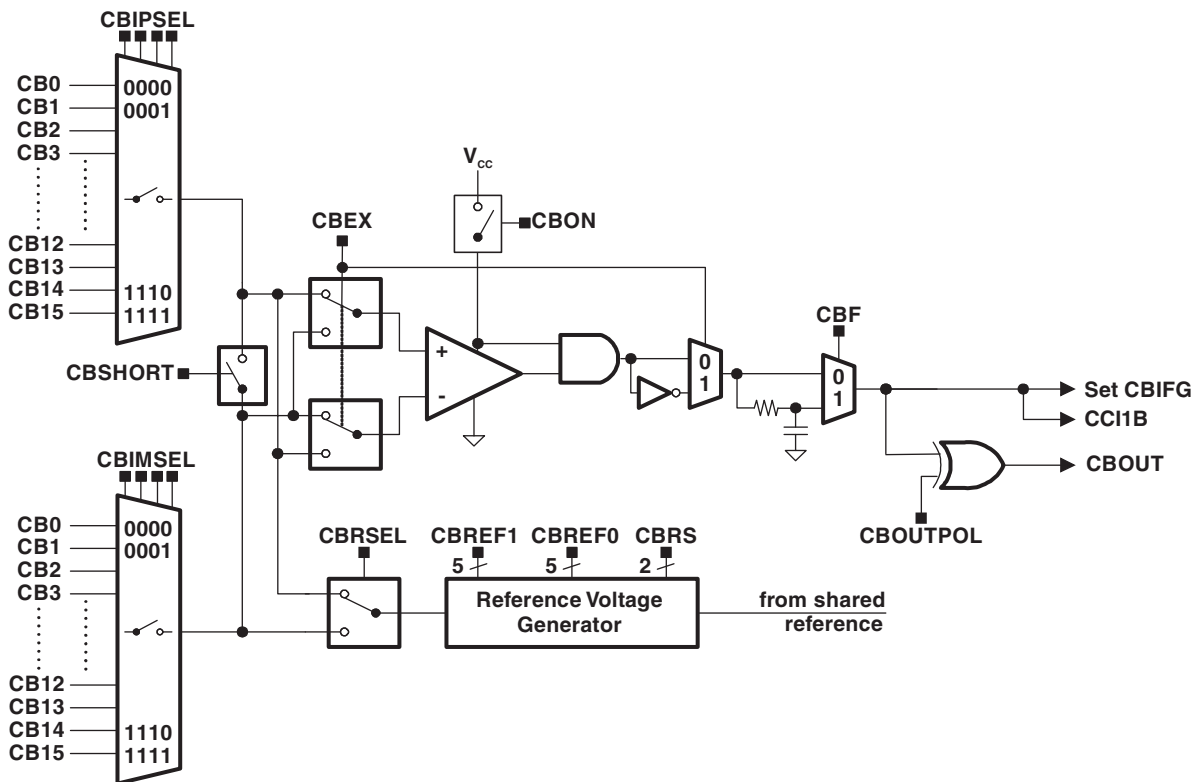 CBIPSEL
CB0
0000
CB1
0001
CB2
CB3
CB12
CB13
CB14
1110
CB15
1111
VCC
CBEX
CBON
CBF
CBSHORT
+
-
0
1
0
1
Set CBIFG
CCI1B
CBOUT
CBOUTPOL
CBIMSEL
CB0
0000
CB1
0001
CB2
CB3
CB12
CB13
CB14
1110
CB15
1111
CBRSEL
CBREF1
CBREF0
CBRS
5
5
2
Reference Voltage
Generator
from shared
reference